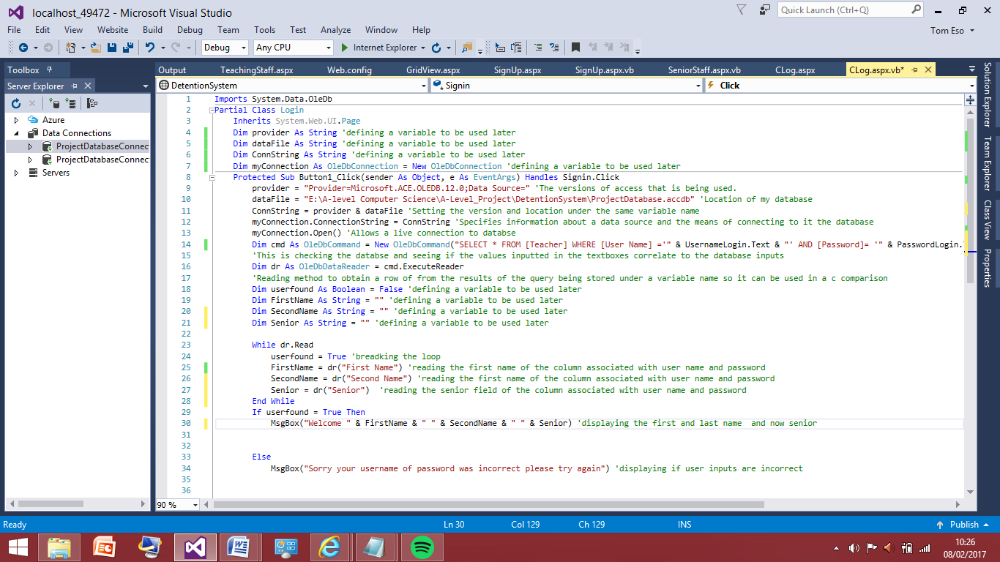 localhost_49472 - Microsoft Visual Studio
Quick Launch (Ctrl+Q)
File Edit View Website Build Debug Team Tools Test Analyze Window Help
Tom Eso
Debug Any CPU Internet Explorer
Toolbox
Output TeachingStaff.aspx Web.config GridView.aspx SignUp.aspx SignUp.aspx.vb SeniorStaff.aspx.vb CLog.aspx CLog.aspx.vb*
Server Explorer
DetentionSystem Signin Click
Azure
Data Connections
ProjectDatabaseConnec
ProjectDatabaseConnec
Servers
1 Imports System.Data.OleDb
2 Partial Class Login
3 Inherits System.Web.UI.Page
4 Dim provider As String 'defining a variable to be used later
5 Dim dataFile As String 'defining a variable to be used later
6 Dim ConnString As String 'defining a variable to be used later
7 Dim myConnection As OleDbConnection = New OleDbConnection 'defining a variable to be used later
8 Protected Sub Button1_Click(sender As Object, e As EventArgs) Handles Signin.Click
9 provider = "Provider=Microsoft.ACE.OLEDB.12.0;Data Source=" 'The versions of access that is being used.
10 dataFile = "E:\A-level Computer Science\A-Level_Project\DetentionSystem\ProjectDatabase.accdb" 'Location of my database
11 ConnString = provider & dataFile 'Setting the version and location under the same variable name
12 myConnection.ConnectionString = ConnString 'Specifies information about a data source and the means of connecting to it the database
13 myConnection.Open() 'Allows a live connection to databse
14 Dim cmd As OleDbCommand = New OleDbCommand("SELECT * FROM [Teacher] WHERE [User Name] ='" & UsernameLogin.Text & "' AND [Password]= '" & PasswordLogin.
15 'This is checking the databse and seeing if the values inputted in the textboxes correlate to the database inputs
16 Dim dr As OleDbDataReader = cmd.ExecuteReader
17 'Reading method to obtain a row of from the results of the query being stored under a variable name so it can be used in a c comparison
18 Dim userfound As Boolean = False 'defining a variable to be used later
19 Dim FirstName As String = "" 'defining a variable to be used later
20 Dim SecondName As String = "" 'defining a variable to be used later
21 Dim Senior As String = "" 'defining a variable to be used later
22
23 While dr.Read
24 userfound = True 'breadking the loop
25 FirstName = dr("First Name") 'reading the first name of the column associated with user name and password
26 SecondName = dr("Second Name") 'reading the first name of the column associated with user name and password
27 Senior = dr("Senior") 'reading the senior field of the column associated with user name and password
28 End While
29 If userfound = True Then
30 MsgBox("Welcome " & FirstName & " " & SecondName & " " & Senior) 'displaying the first and last name and now senior
31
32
33 Else
34 MsgBox("Sorry your username of password was incorrect please try again") 'displaying if user inputs are incorrect
35
36
90 %
Solution Explorer
Team Explorer
Class View
Properties
Ready Ln 30 Col 129 Ch 129 INS Publish
10:26
08/02/2017